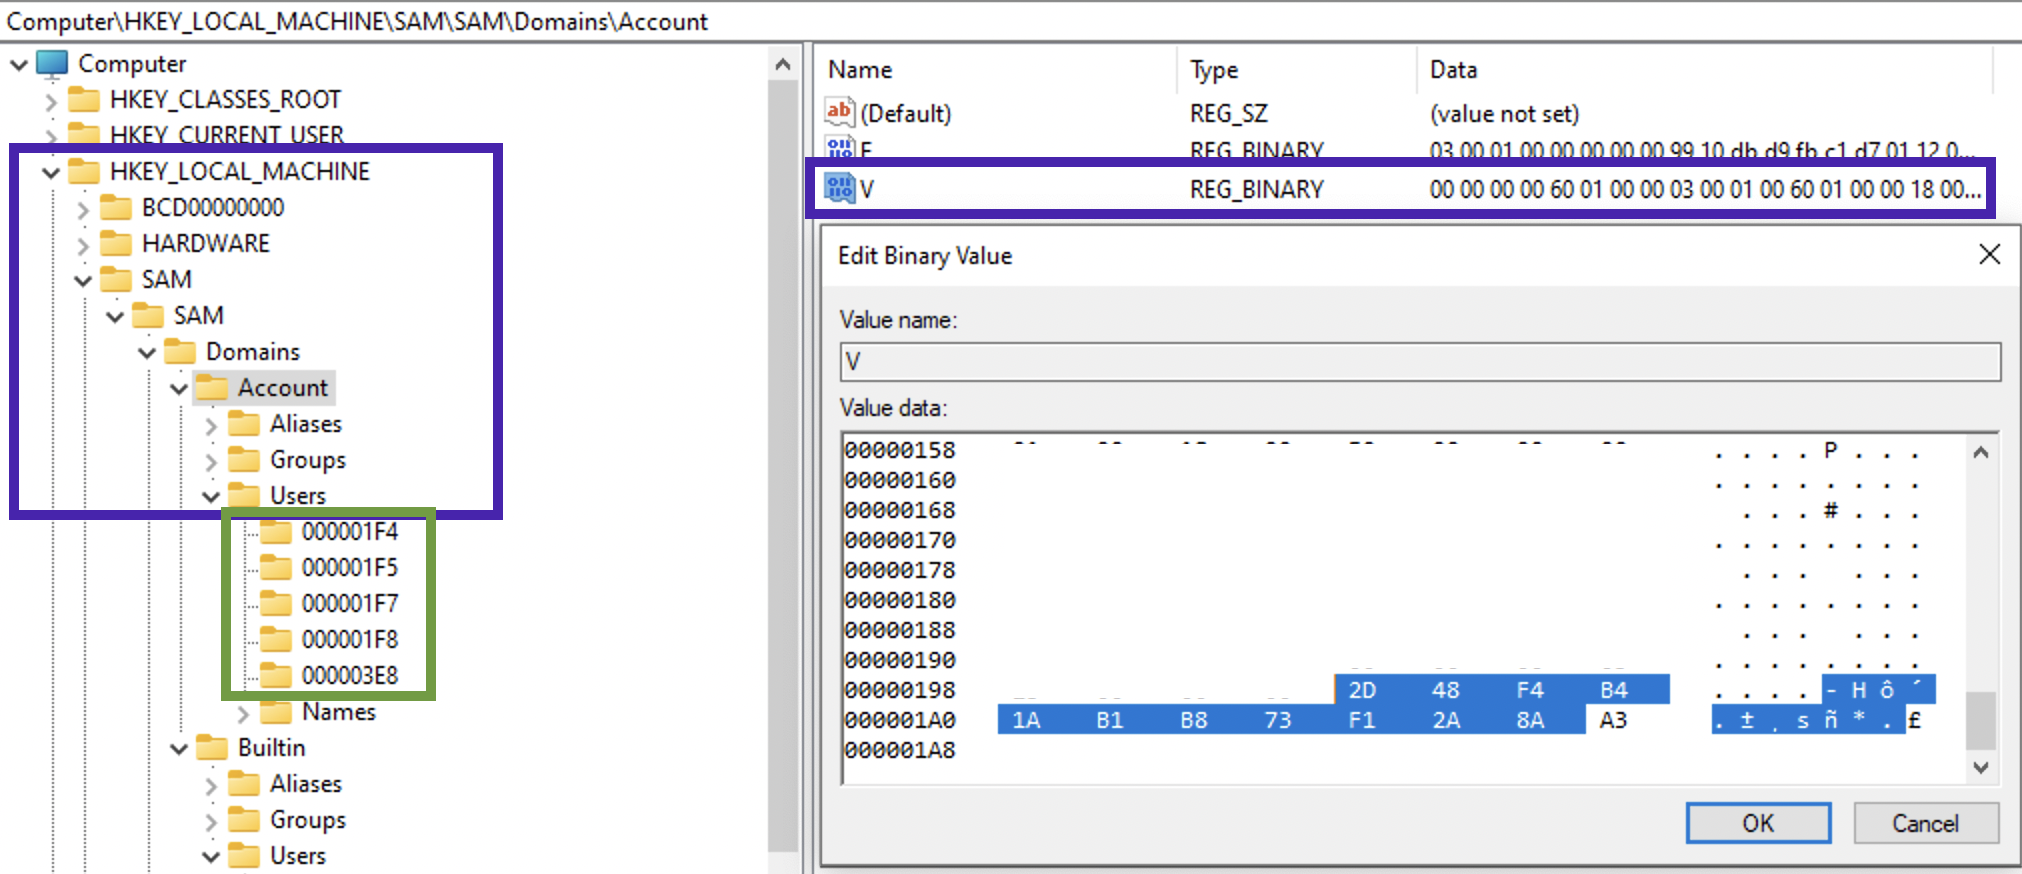 Computer\HKEY_LOCAL_MACHINE\SAM\SAM\Domains\Account
Computer
HKEY_CLASSES_ROOT
HKEY_CURRENT_USER
HKEY_LOCAL_MACHINE
BCD00000000
HARDWARE
SAM
SAM
Domains
Account
Aliases
Groups
Users
000001F4
000001F5
000001F7
000001F8
000003E8
Names
Builtin
Aliases
Groups
Users
Name Type Data
(Default) REG_SZ (value not set)
F REG_BINARY 03 00 01 00 00 00 00 00 99 10 db d9 fb c1 d7 01 12 0...
V REG_BINARY 00 00 00 00 60 01 00 00 03 00 01 00 60 01 00 00 18 00...
Edit Binary Value
Value name:
V
Value data:
00000158 . . . . P . . .
00000160 . . . . . . . .
00000168 . . . # . . .
00000170 . . . . . . . .
00000178 . . . . . .
00000180 . . . . . . . .
00000188 . . . . . .
00000190 . . . . . . . .
00000198 2D 48 F4 B4 . . . . - H ô ´
000001A0 1A B1 B8 73 F1 2A 8A A3 . ± ¸ s ñ * . £
000001A8
OK
Cancel